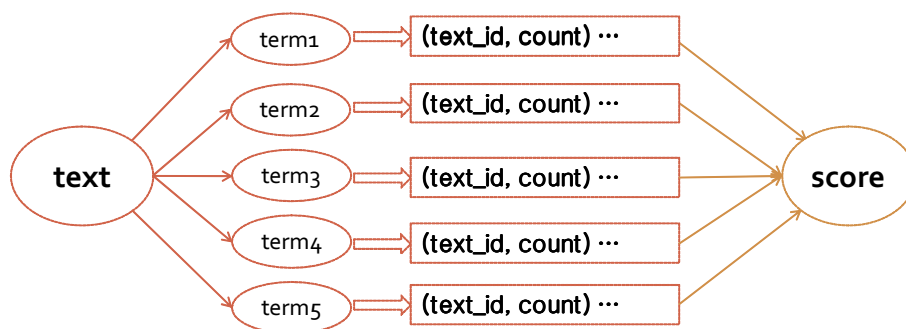 term1
(text_id, count) ⋯
term2
(text_id, count) ⋯
text
term3
(text_id, count) ⋯
score
term4
(text_id, count) ⋯
term5
(text_id, count) ⋯